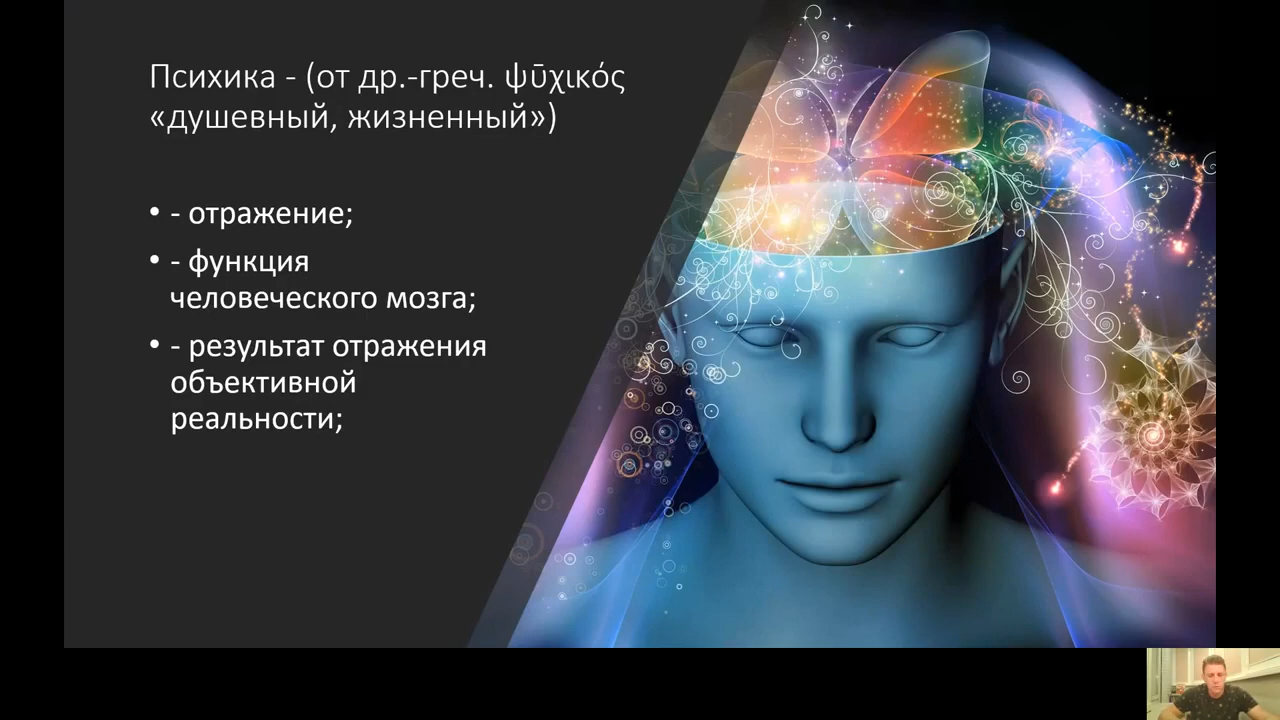 Психика - (от др.-греч. ψῡχικός
«душевный, жизненный»)
• - отражение;
• - функция
человеческого мозга;
• - результат отражения
объективной
реальности;